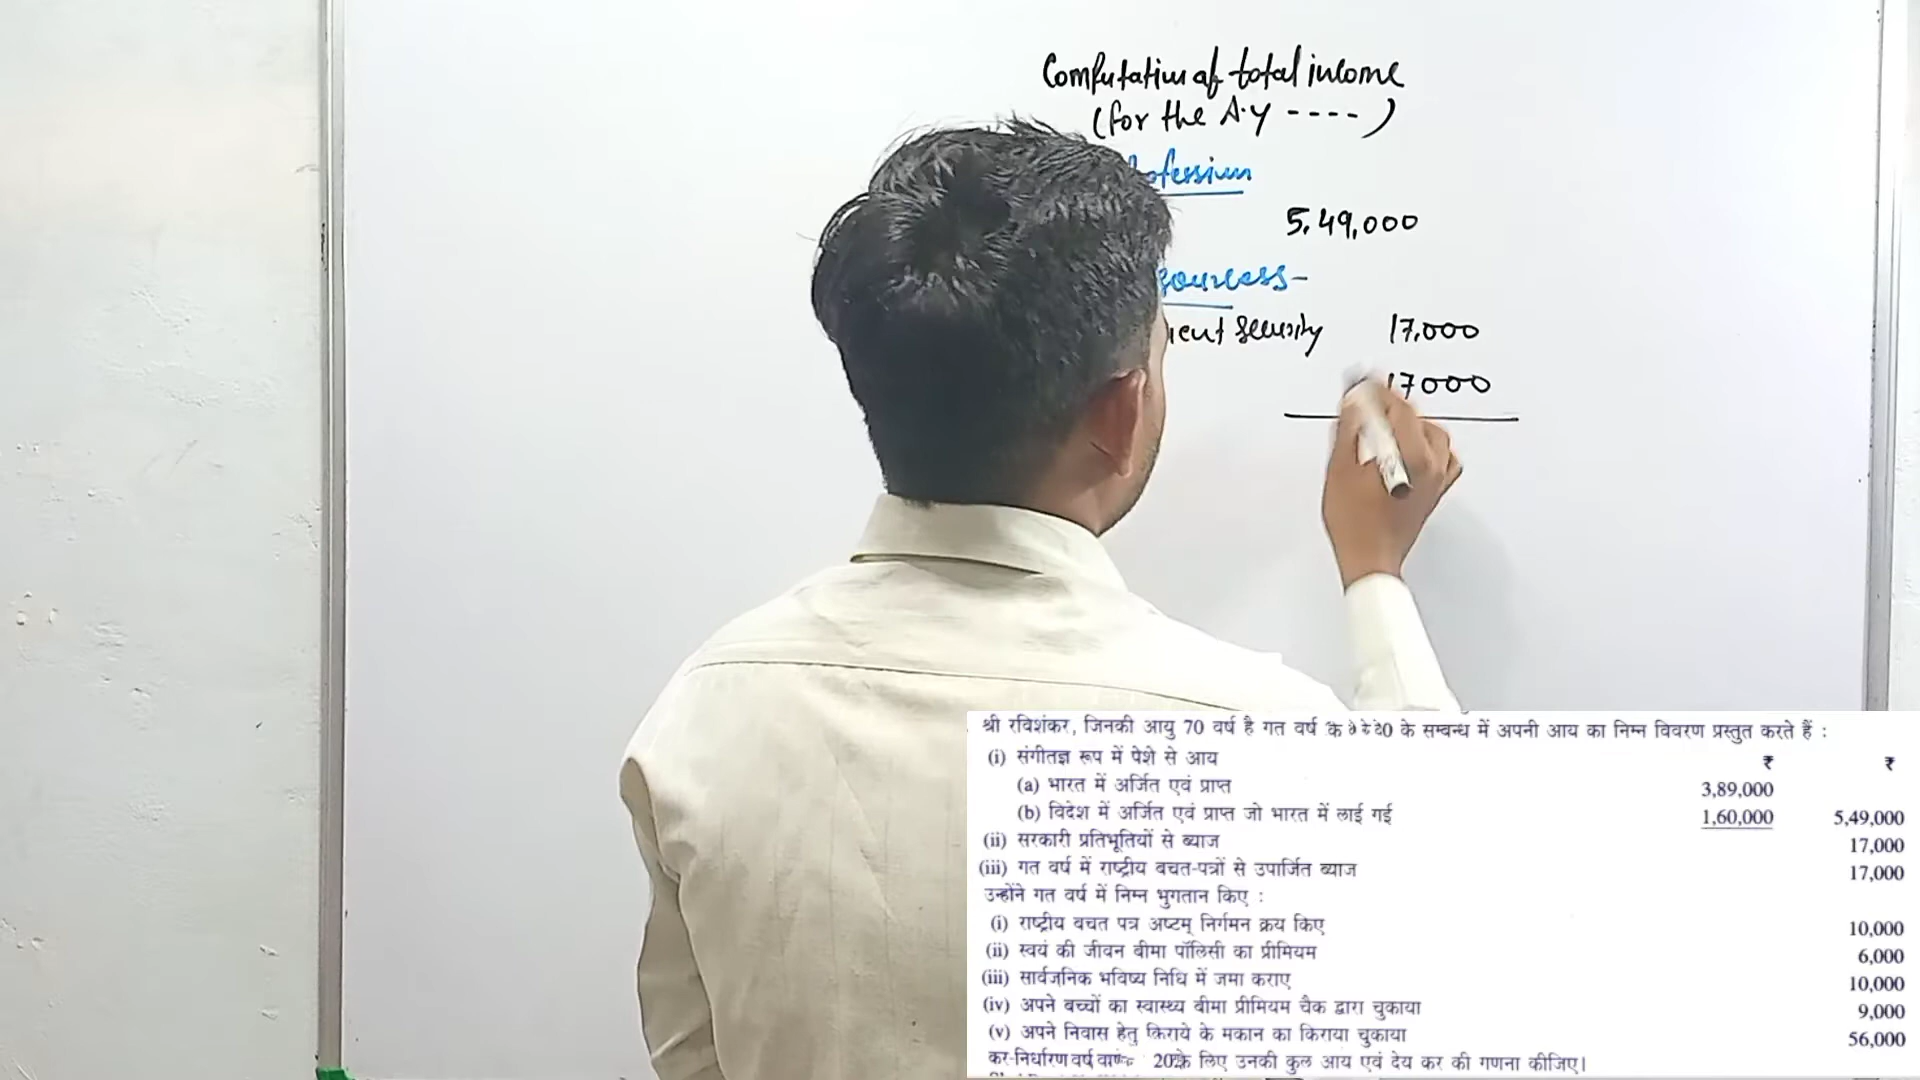 Computation of total income
(for the A.Y ----)
5,49,000
17,000
17000
श्री रविशंकर, जिनकी आयु 70 वर्ष है गत वर्ष के सम्बन्ध में अपनी आय का निम्न विवरण प्रस्तुत करते हैं :
(i) संगीतज्ञ रूप में पेशे से आय ₹ ₹
(a) भारत में अर्जित एवं प्राप्त 3,89,000
(b) विदेश में अर्जित एवं प्राप्त जो भारत में लाई गई 1,60,000 5,49,000
(ii) सरकारी प्रतिभूतियों से ब्याज 17,000
(iii) गत वर्ष में राष्ट्रीय बचत-पत्रों से उपार्जित ब्याज 17,000
उन्होंने गत वर्ष में निम्न भुगतान किए :
(i) राष्ट्रीय बचत पत्र अष्टम् निर्गमन क्रय किए 10,000
(ii) स्वयं की जीवन बीमा पॉलिसी का प्रीमियम 6,000
(iii) सार्वजनिक भविष्य निधि में जमा कराए 10,000
(iv) अपने बच्चों का स्वास्थ्य बीमा प्रीमियम चैक द्वारा चुकाया 9,000
(v) अपने निवास हेतु किराये के मकान का किराया चुकाया 56,000
कर-निर्धारण वर्ष के लिए उनकी कुल आय एवं देय कर की गणना कीजिए।